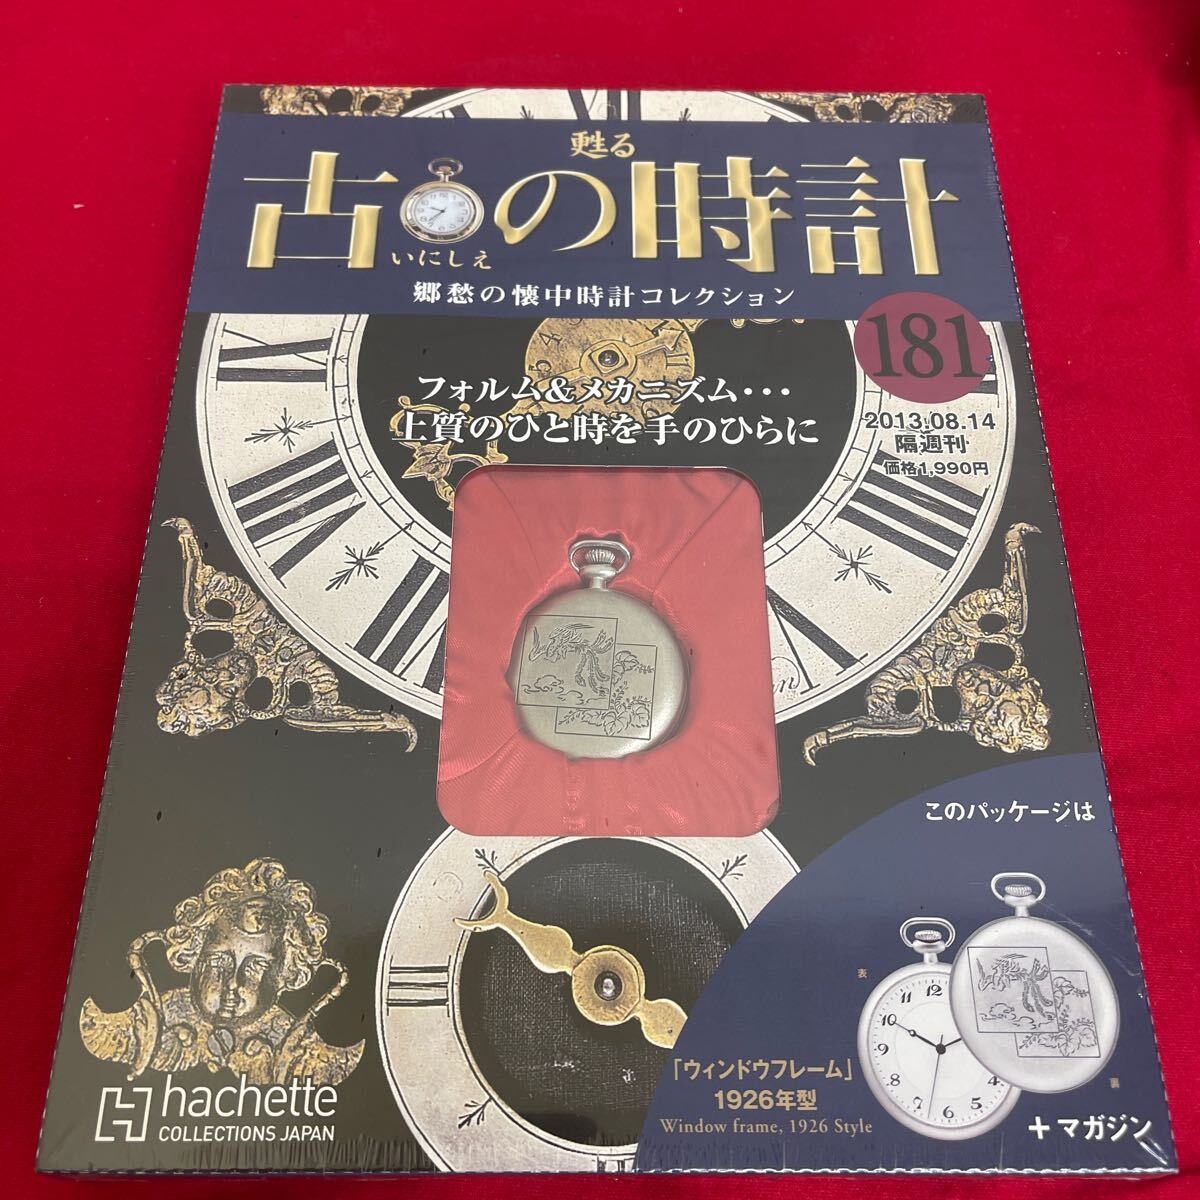 甦る
古の時計
いにしえ
郷愁の懐中時計コレクション
181
2013.08.14
隔週刊
価格1,990円
フォルム&メカニズム・・・
上質のひと時を手のひらに
このパッケージは
表
裏
「ウィンドウフレーム」
1926年型
Window frame, 1926 Style
+マガジン
hachette
COLLECTIONS JAPAN